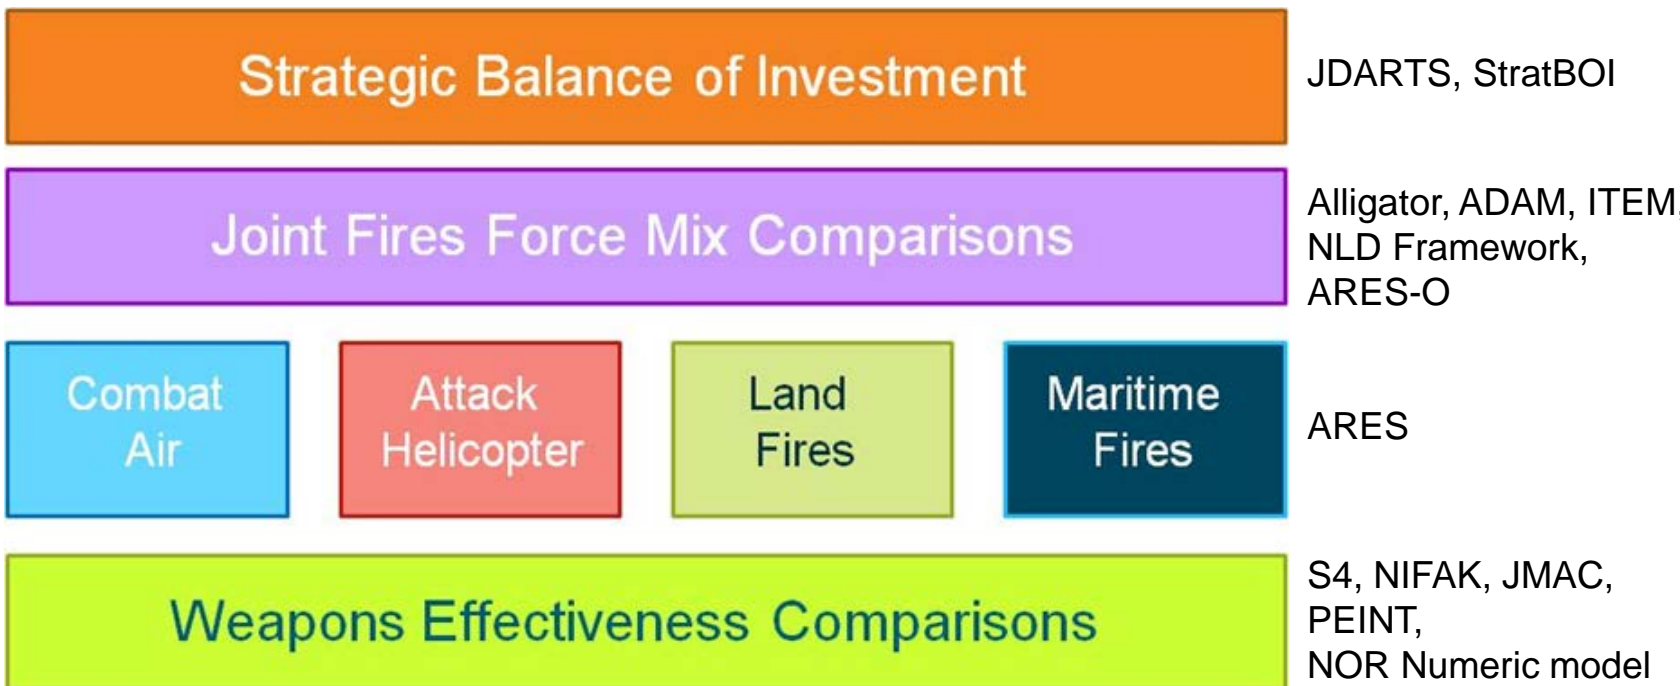 Strategic Balance of Investment
JDARTS, StratBOI
Joint Fires Force Mix Comparisons
Alligator, ADAM, ITEM,
NLD Framework,
ARES-O
Combat
Air
Attack
Helicopter
Land
Fires
Maritime
Fires
ARES
Weapons Effectiveness Comparisons
S4, NIFAK, JMAC,
PEINT,
NOR Numeric model